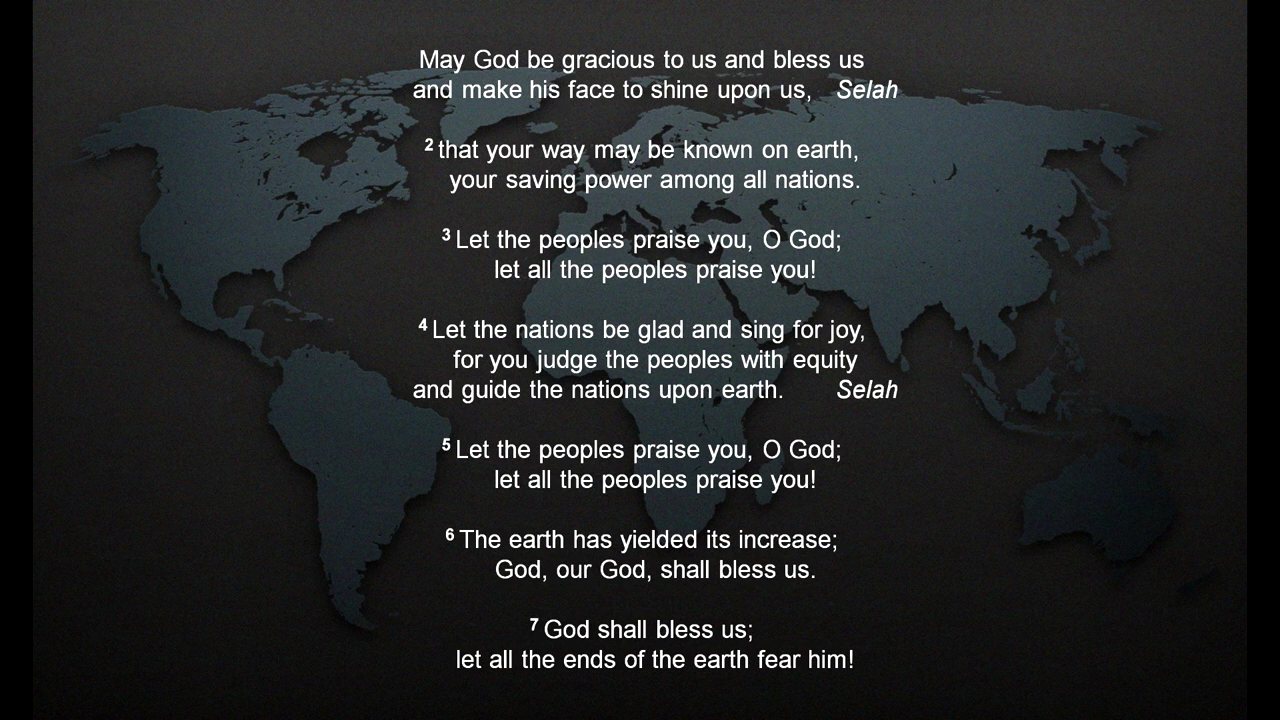 May God be gracious to us and bless us
and make his face to shine upon us, Selah
2 that your way may be known on earth,
your saving power among all nations.
3 Let the peoples praise you, O God;
let all the peoples praise you!
4 Let the nations be glad and sing for joy,
for you judge the peoples with equity
and guide the nations upon earth. Selah
5 Let the peoples praise you, O God;
let all the peoples praise you!
6 The earth has yielded its increase;
God, our God, shall bless us.
7 God shall bless us;
let all the ends of the earth fear him!